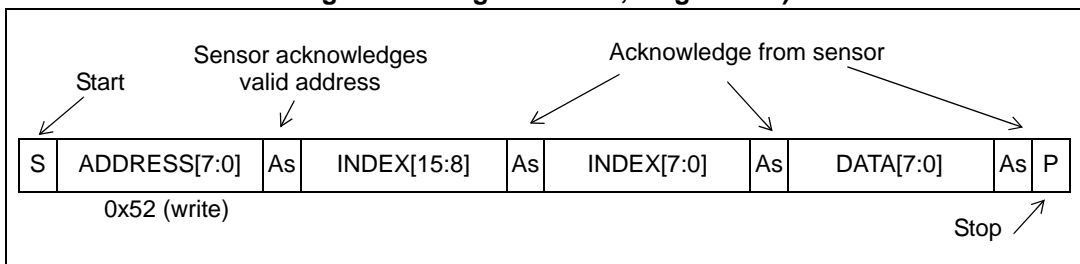 Start
Sensor acknowledges
valid address
Acknowledge from sensor
S ADDRESS[7:0] As INDEX[15:8] As INDEX[7:0] As DATA[7:0] As P
0x52 (write)
Stop